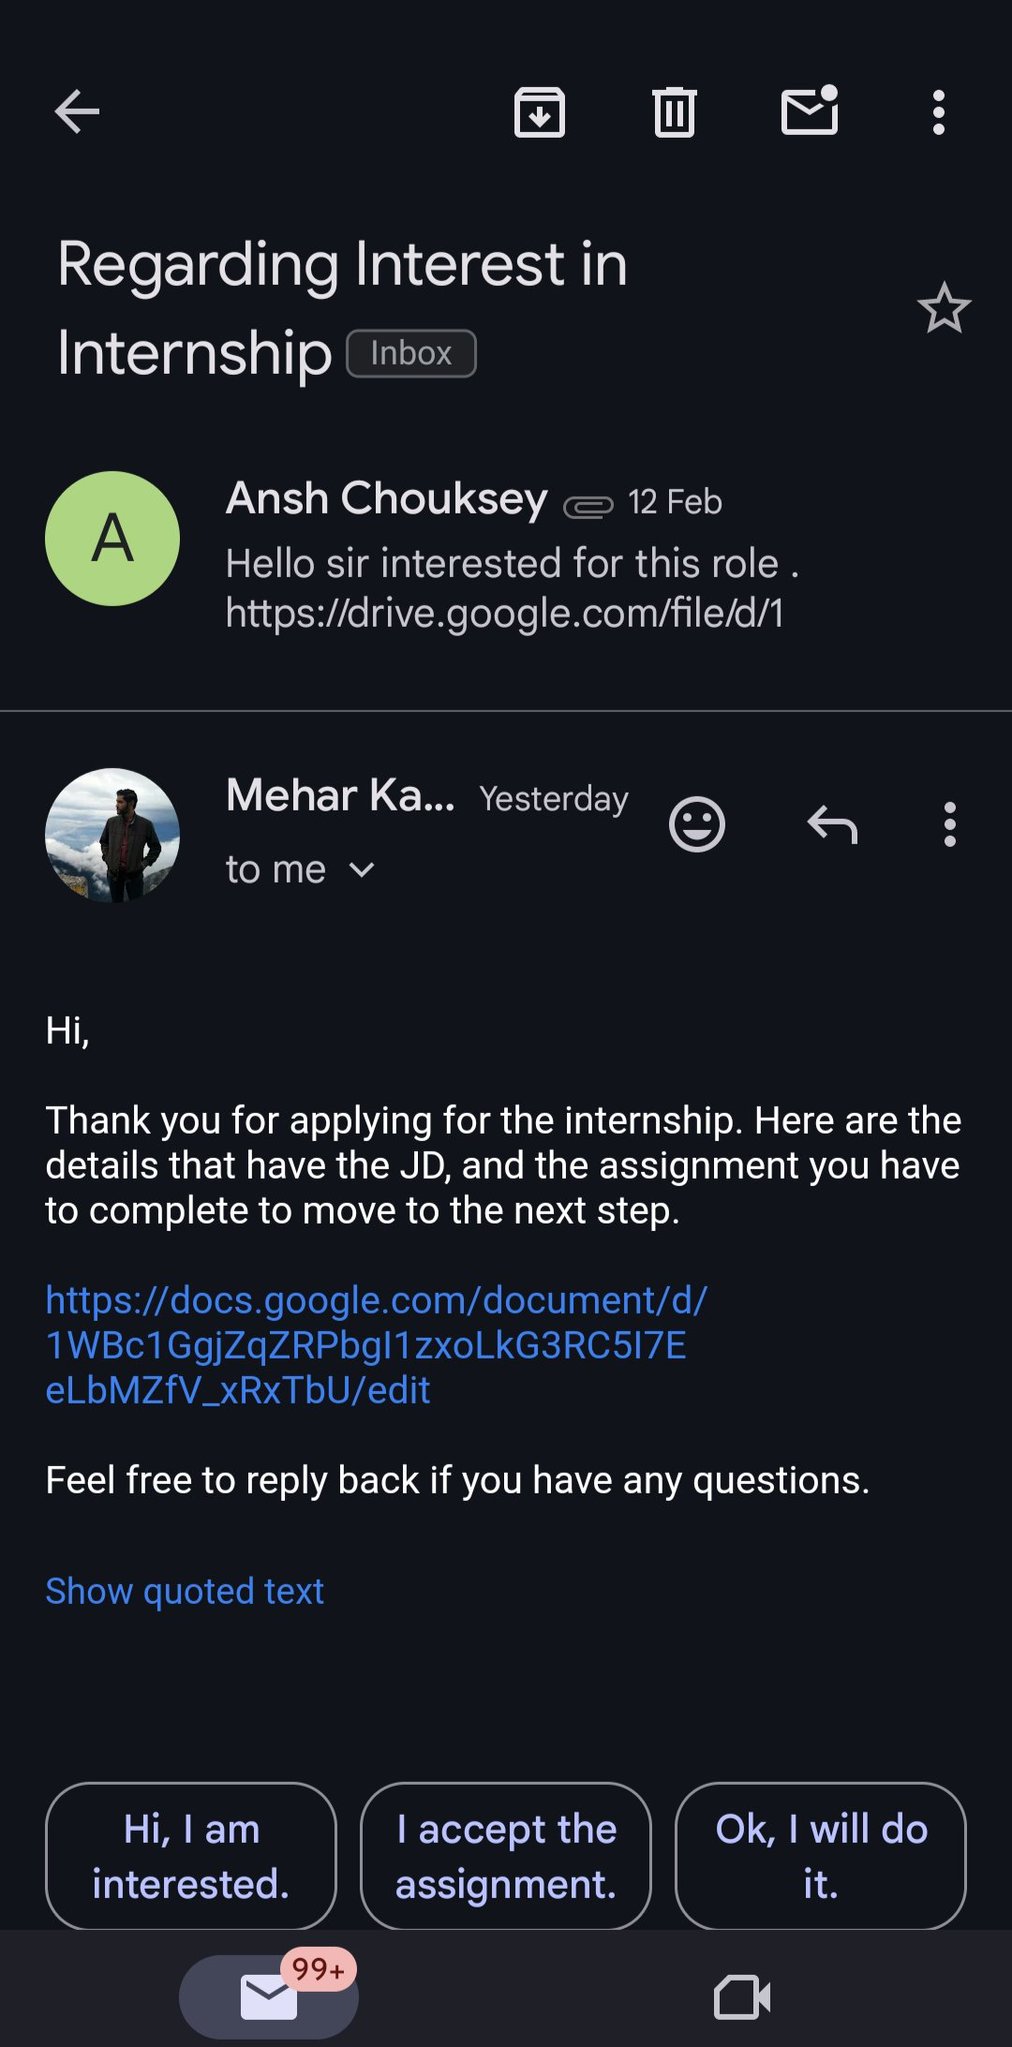 Regarding Interest in
Internship Inbox
A
Ansh Chouksey 12 Feb
Hello sir interested for this role .
https://drive.google.com/file/d/1
Mehar Ka... Yesterday
to me
Hi,
Thank you for applying for the internship. Here are the
details that have the JD, and the assignment you have
to complete to move to the next step.
https://docs.google.com/document/d/
1WBc1GgjZqZRPbgI1zxoLkG3RC5I7E
eLbMZfV_xRxTbU/edit
Feel free to reply back if you have any questions.
Show quoted text
Hi, I am
interested.
I accept the
assignment.
Ok, I will do
it.
99+